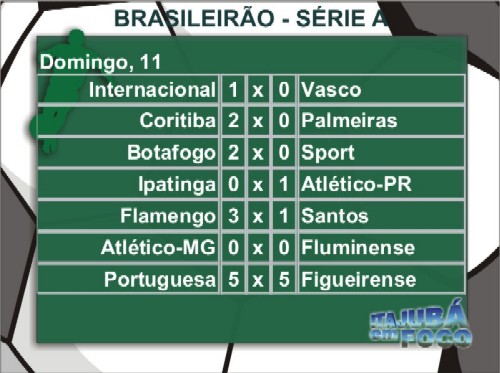 BRASILEIRÃO - SÉRIE A
Domingo, 11
Internacional 1 x 0 Vasco
Coritiba 2 x 0 Palmeiras
Botafogo 2 x 0 Sport
Ipatinga 0 x 1 Atlético-PR
Flamengo 3 x 1 Santos
Atlético-MG 0 x 0 Fluminense
Portuguesa 5 x 5 Figueirense
ITAJUBÁ
EM FOCO